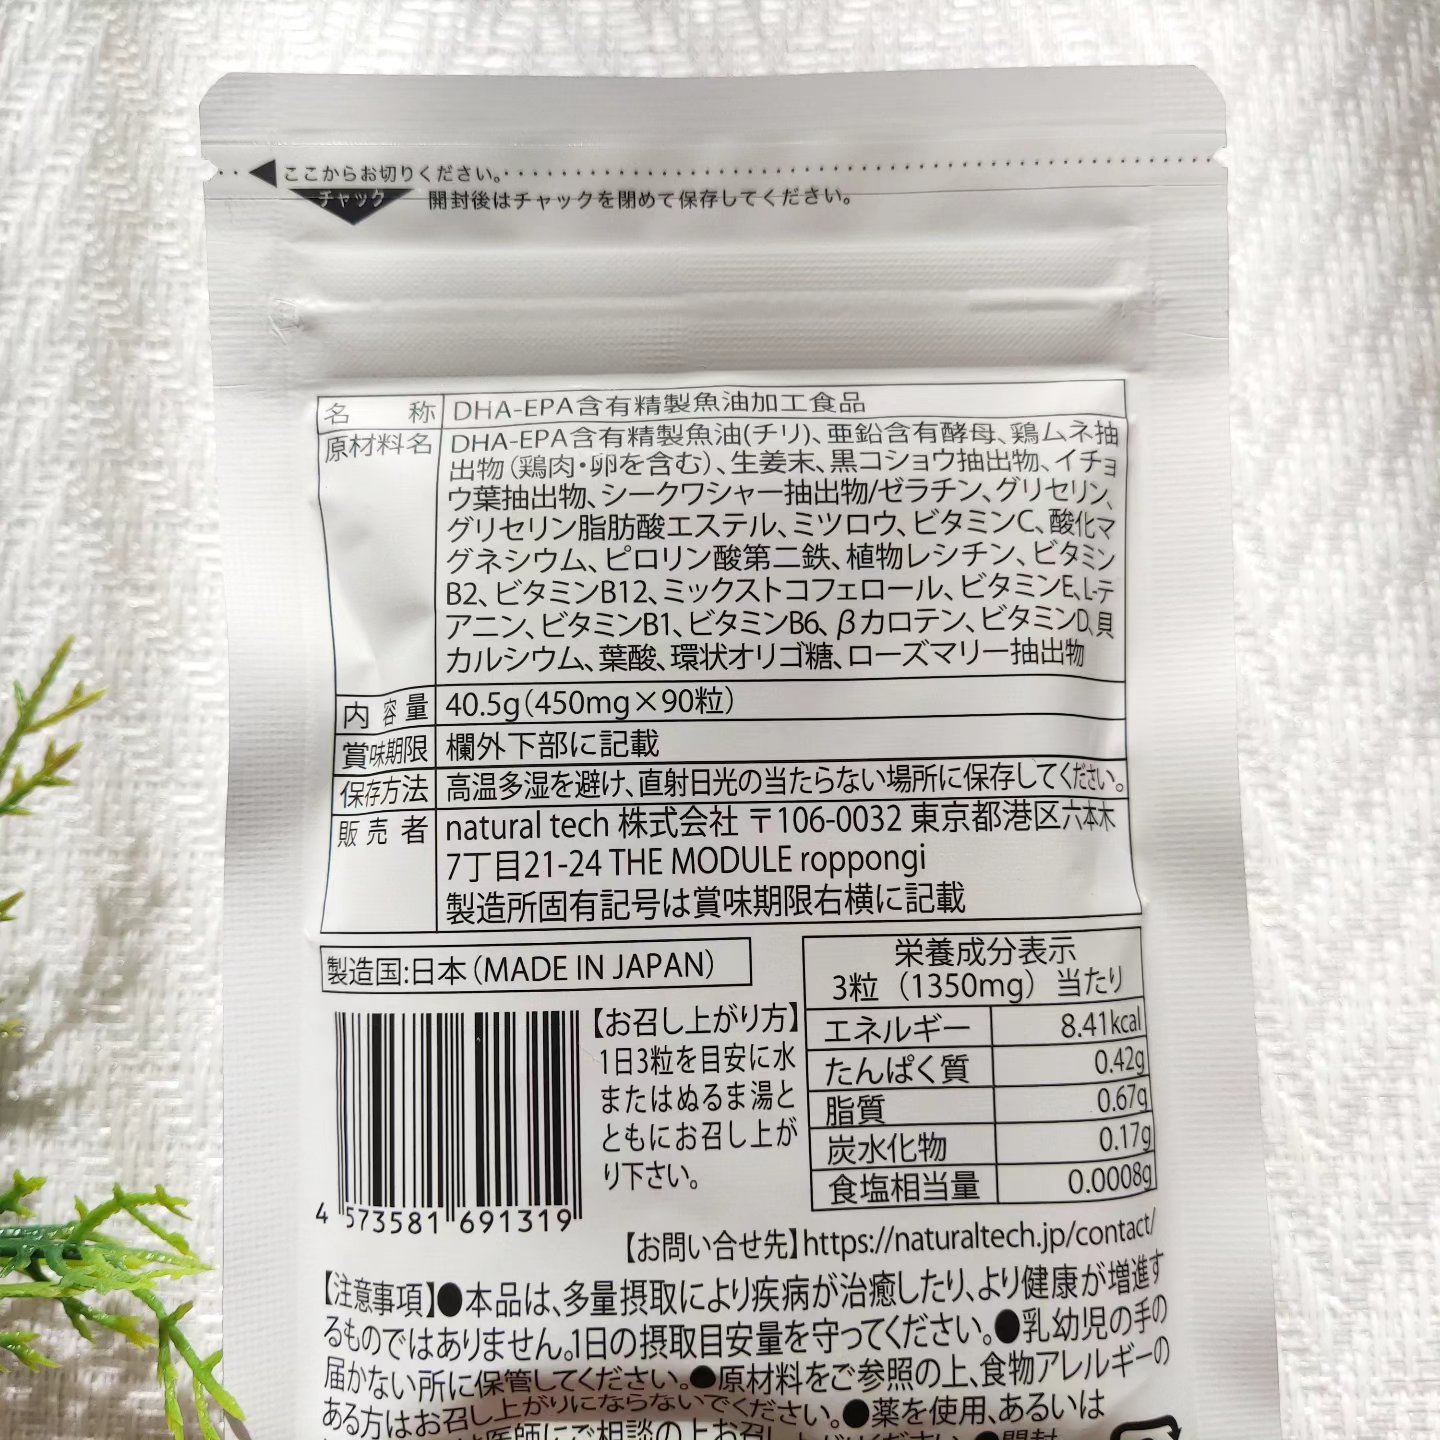 ここからお切りください。
チャック 開封後はチャックを閉めて保存してください。
名称 DHA-EPA含有精製魚油加工食品
原材料名 DHA-EPA含有精製魚油(チリ)、亜鉛含有酵母、鶏ムネ抽
出物(鶏肉・卵を含む)、生姜末、黒コショウ抽出物、イチョ
ウ葉抽出物、シークワシャー抽出物/ゼラチン、グリセリン、
グリセリン脂肪酸エステル、ミツロウ、ビタミンC、酸化マ
グネシウム、ピロリン酸第二鉄、植物レシチン、ビタミン
B2、ビタミンB12、ミックストコフェロール、ビタミンE、L-テ
アニン、ビタミンB1、ビタミンB6、βカロテン、ビタミンD、貝
カルシウム、葉酸、環状オリゴ糖、ローズマリー抽出物
内容量 40.5g(450mg×90粒)
賞味期限 欄外下部に記載
保存方法 高温多湿を避け、直射日光の当たらない場所に保存してください。
販売者 natural tech 株式会社 〒106-0032 東京都港区六本木
7丁目21-24 THE MODULE roppongi
製造所固有記号は賞味期限右横に記載
製造国:日本(MADE IN JAPAN)
4 573581 691319
【お召し上がり方】
1日3粒を目安に水
またはぬるま湯と
ともにお召し上が
り下さい。
栄養成分表示
3粒(1350mg)当たり
エネルギー 8.41kcal
たんぱく質 0.42g
脂質 0.67g
炭水化物 0.17g
食塩相当量 0.0008g
【お問い合せ先】https://naturaltech.jp/contact/
【注意事項】●本品は、多量摂取により疾病が治癒したり、より健康が増進す
るものではありません。1日の摂取目安量を守ってください。●乳幼児の手の
届かない所に保管してください。●原材料をご参照の上、食物アレルギーの
ある方はお召し上がりにならないでください。●薬を使用、あるいは
医師にご相談の上お召し上がりください。●開封